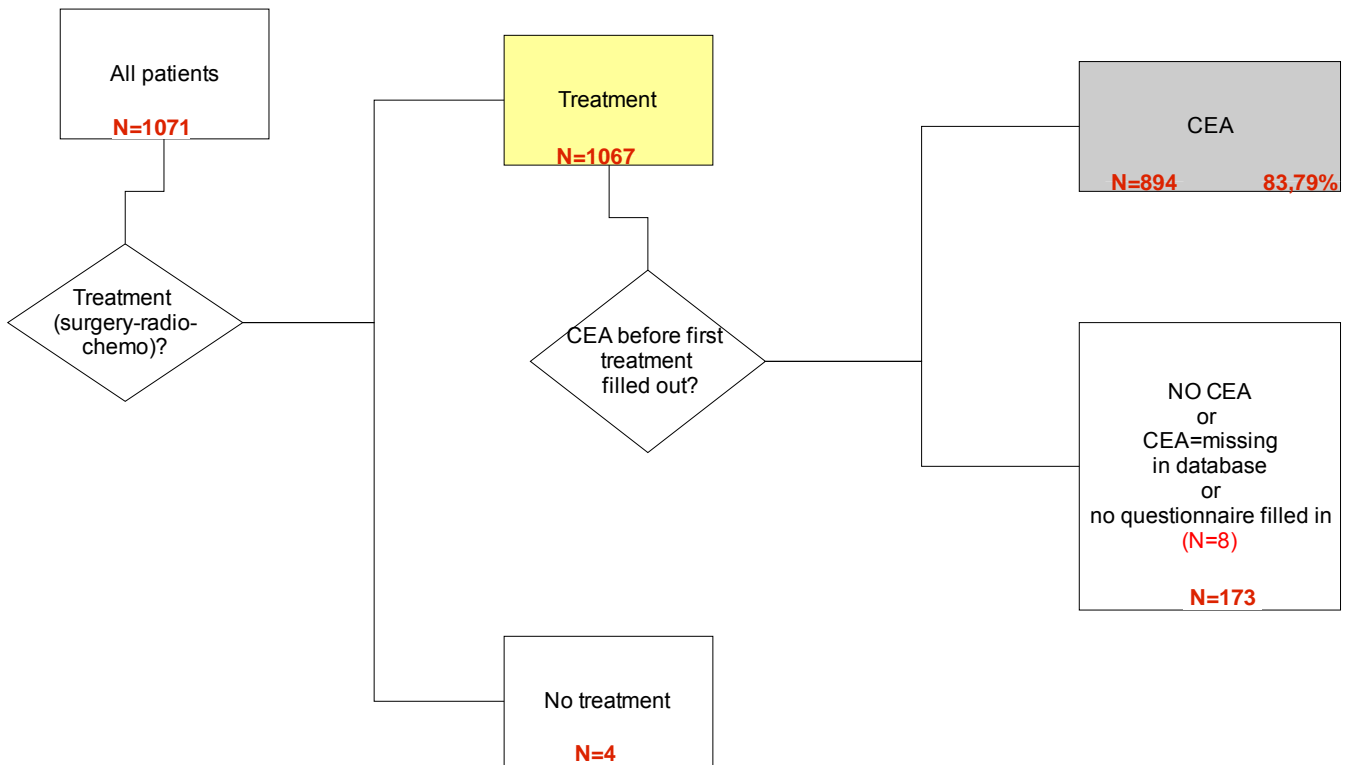 All patients
N=1071
Treatment
(surgery-radio-
chemo)?
Treatment
N=1067
CEA before first
treatment
filled out?
No treatment
N=4
CEA
N=894 83,79%
NO CEA
or
CEA=missing
in database
or
no questionnaire filled in
(N=8)
N=173